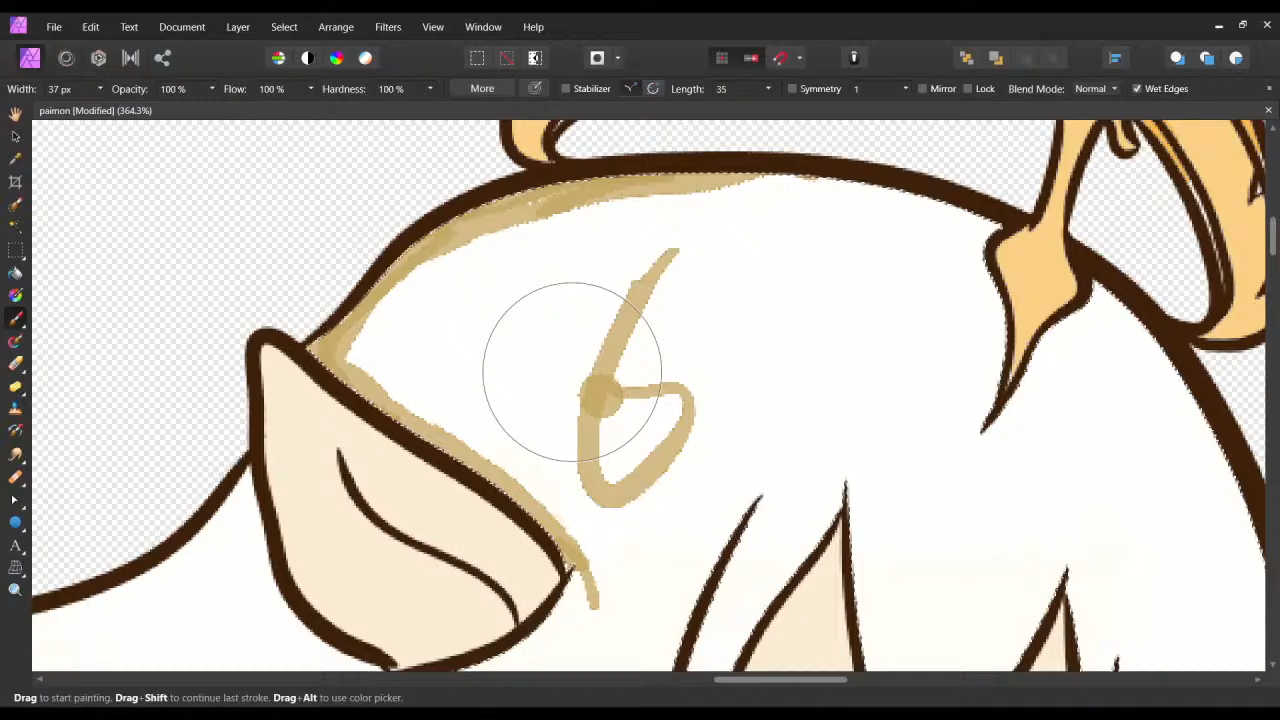 File Edit Text Document Layer Select Arrange Filters View Window Help
Width: 37 px Opacity: 100 % Flow: 100 % Hardness: 100 % More Stabilizer Length: 35 Symmetry 1 Mirror Lock Blend Mode: Normal Wet Edges »
paimon [Modified] (364.3%)
6
Drag to start painting. Drag+Shift to continue last stroke. Drag+Alt to use color picker.